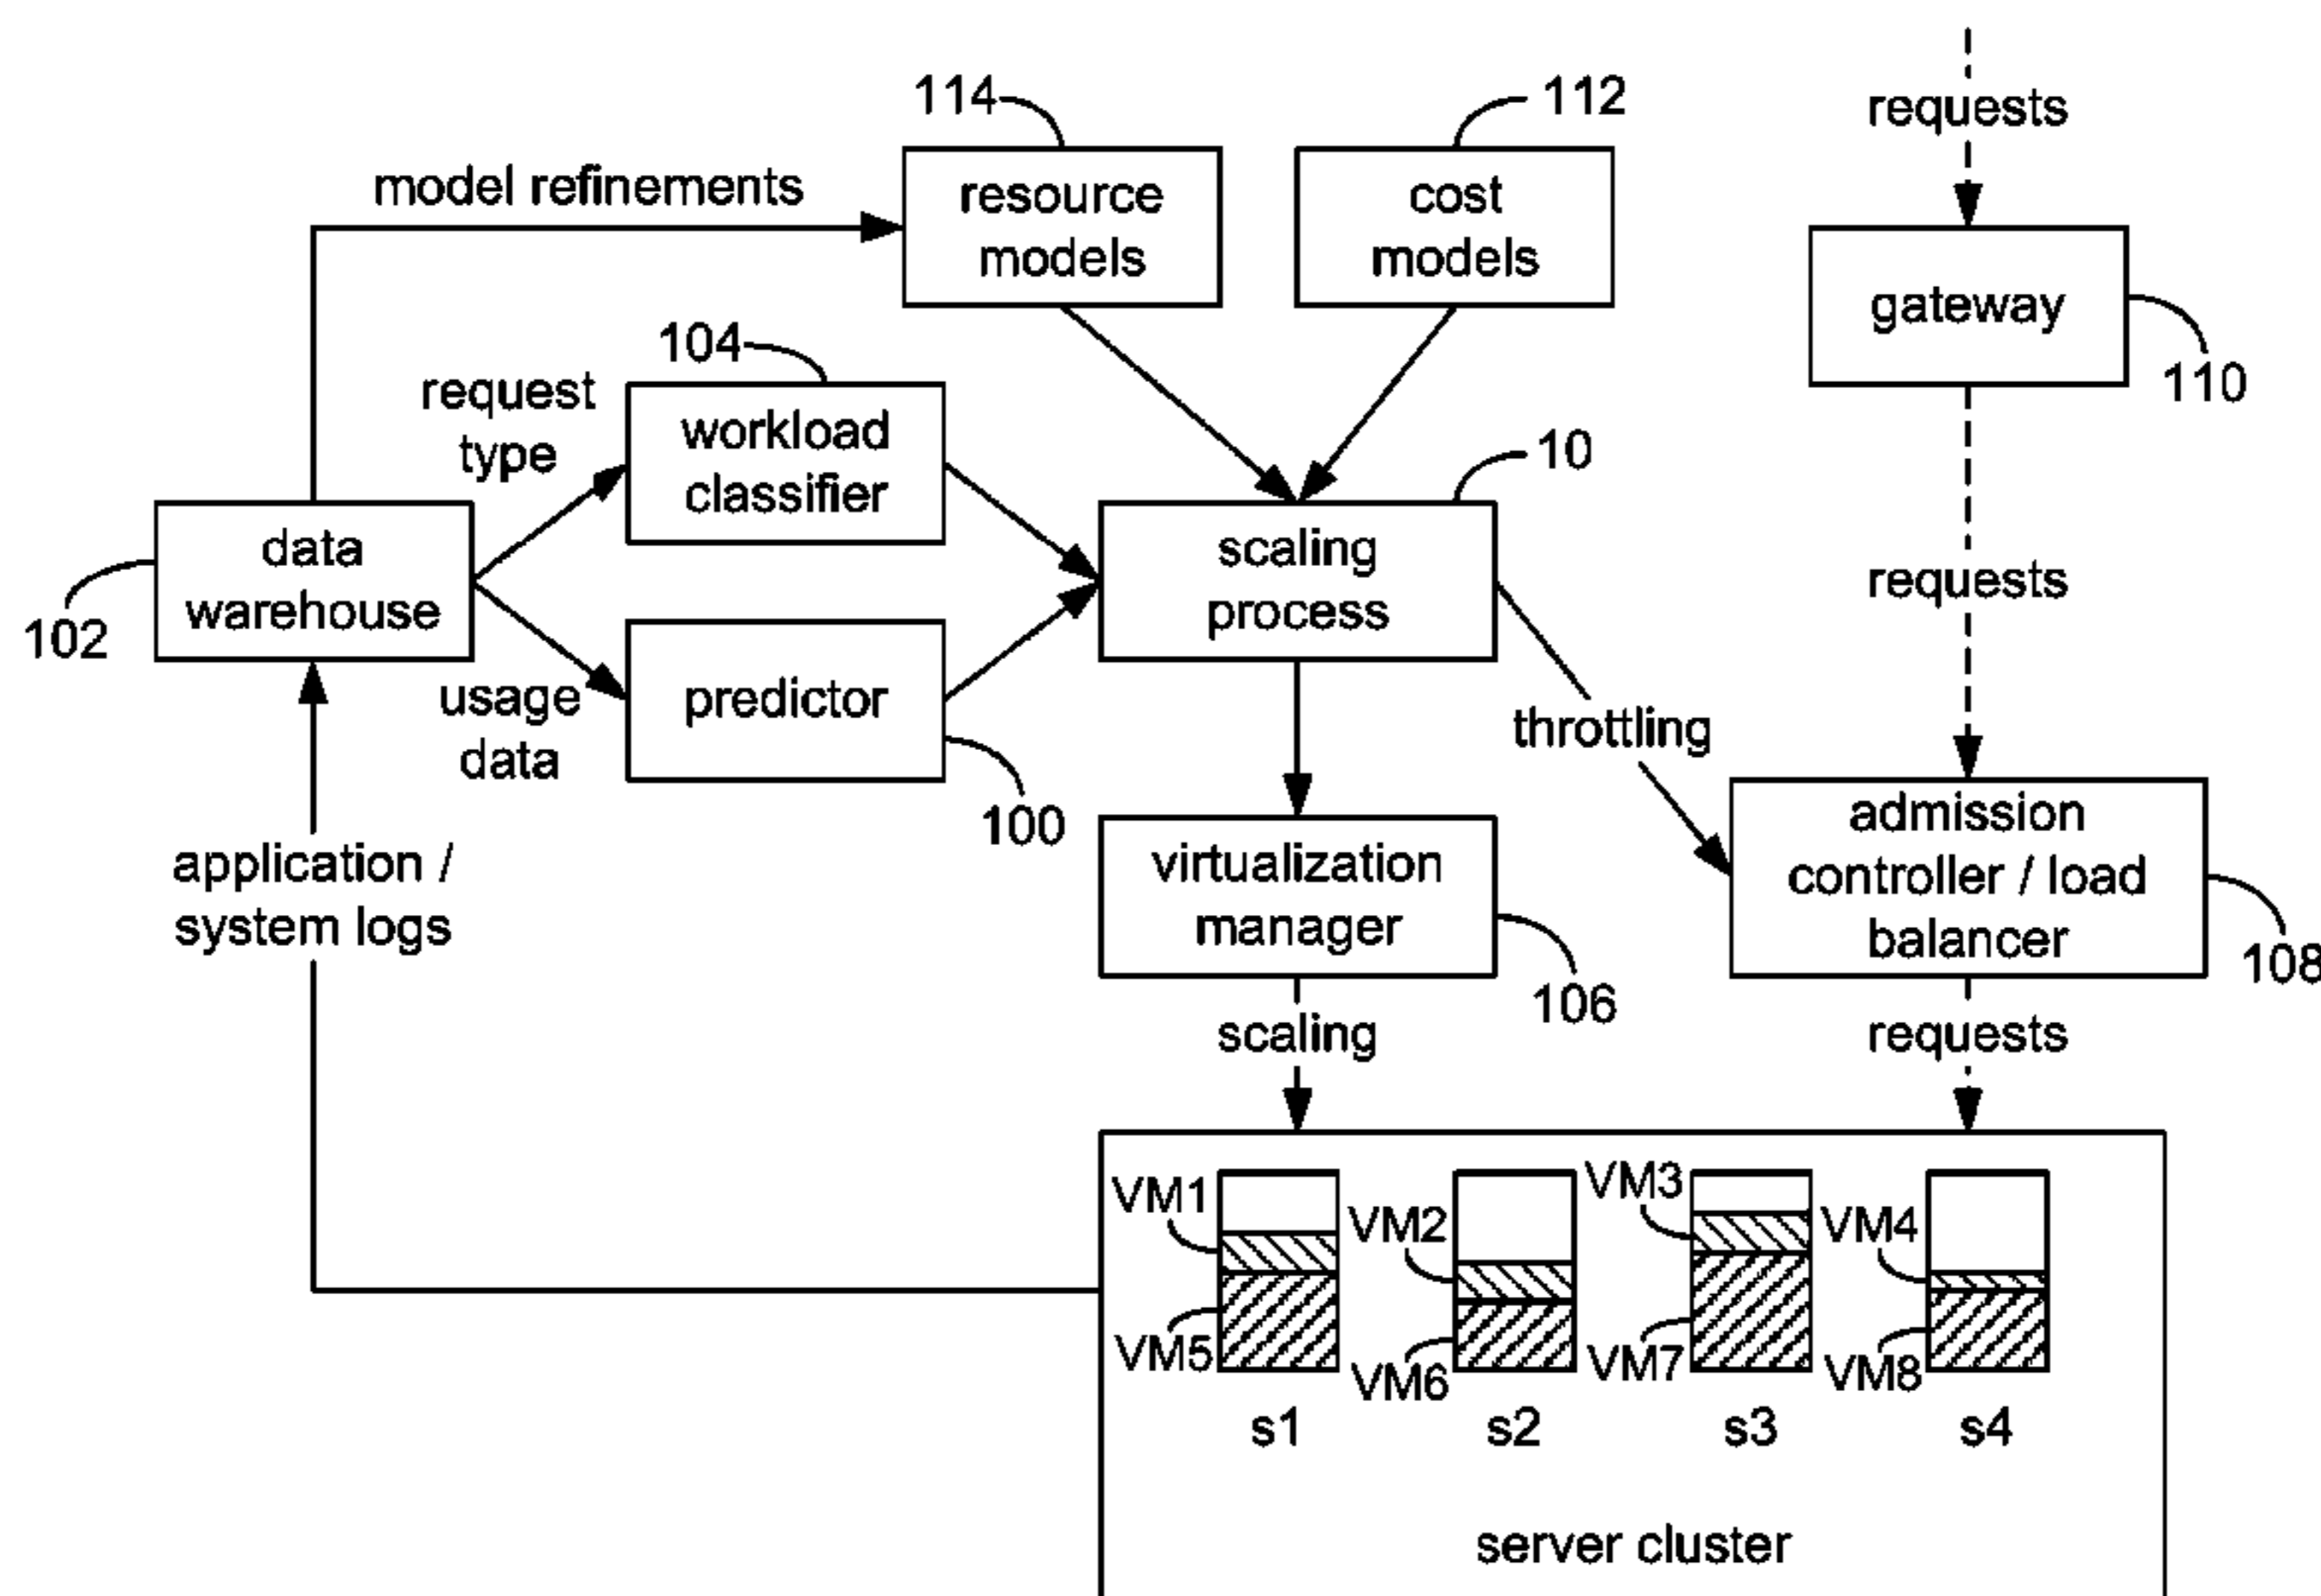 114
112
requests
model refinements
resource
models
cost
models
gateway
110
104
request
type
workload
classifier
10
data
warehouse
102
scaling
process
requests
usage
data
predictor
100
throttling
application /
system logs
virtualization
manager
106
admission
controller / load
balancer
108
scaling
requests
VM1
VM2
VM3
VM4
VM5
VM6
VM7
VM8
s1
s2
s3
s4
server cluster